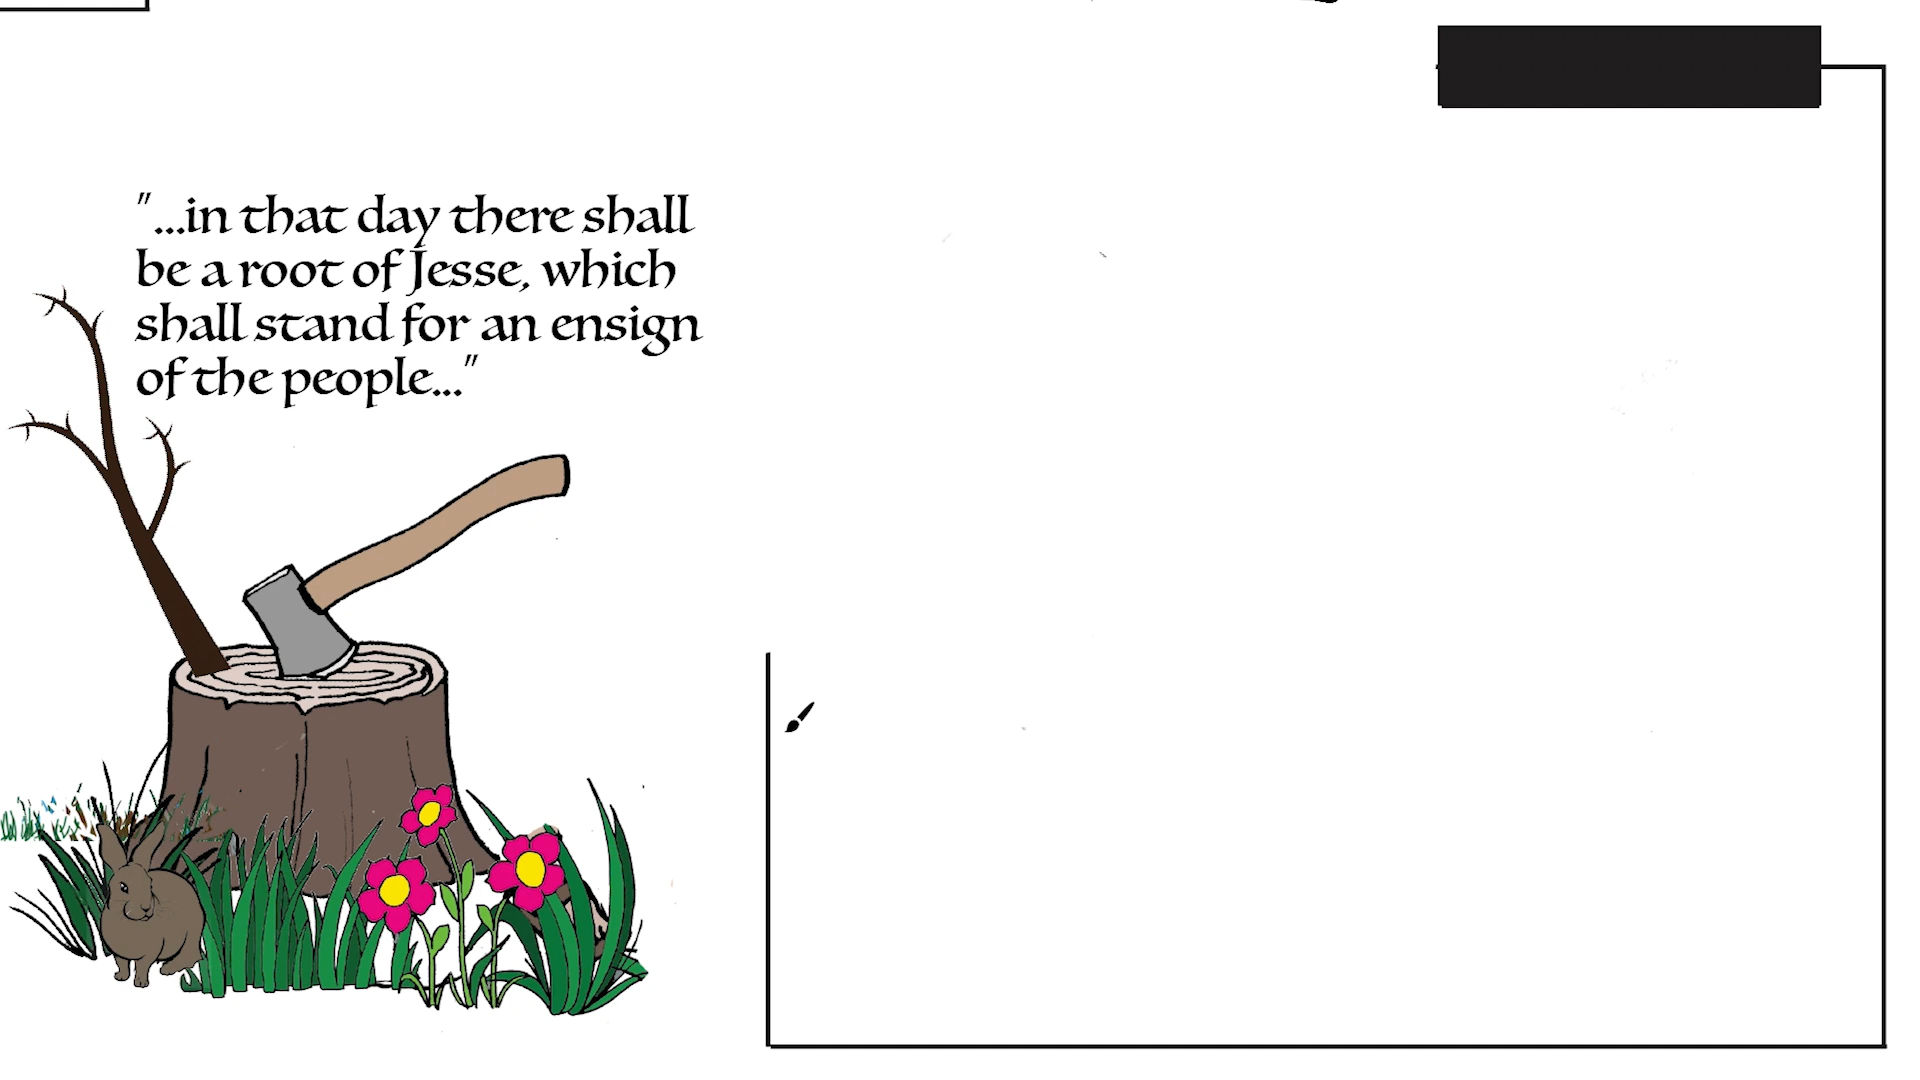 "...in that day there shall
be a root of Jesse, which
shall stand for an ensign
of the people..."